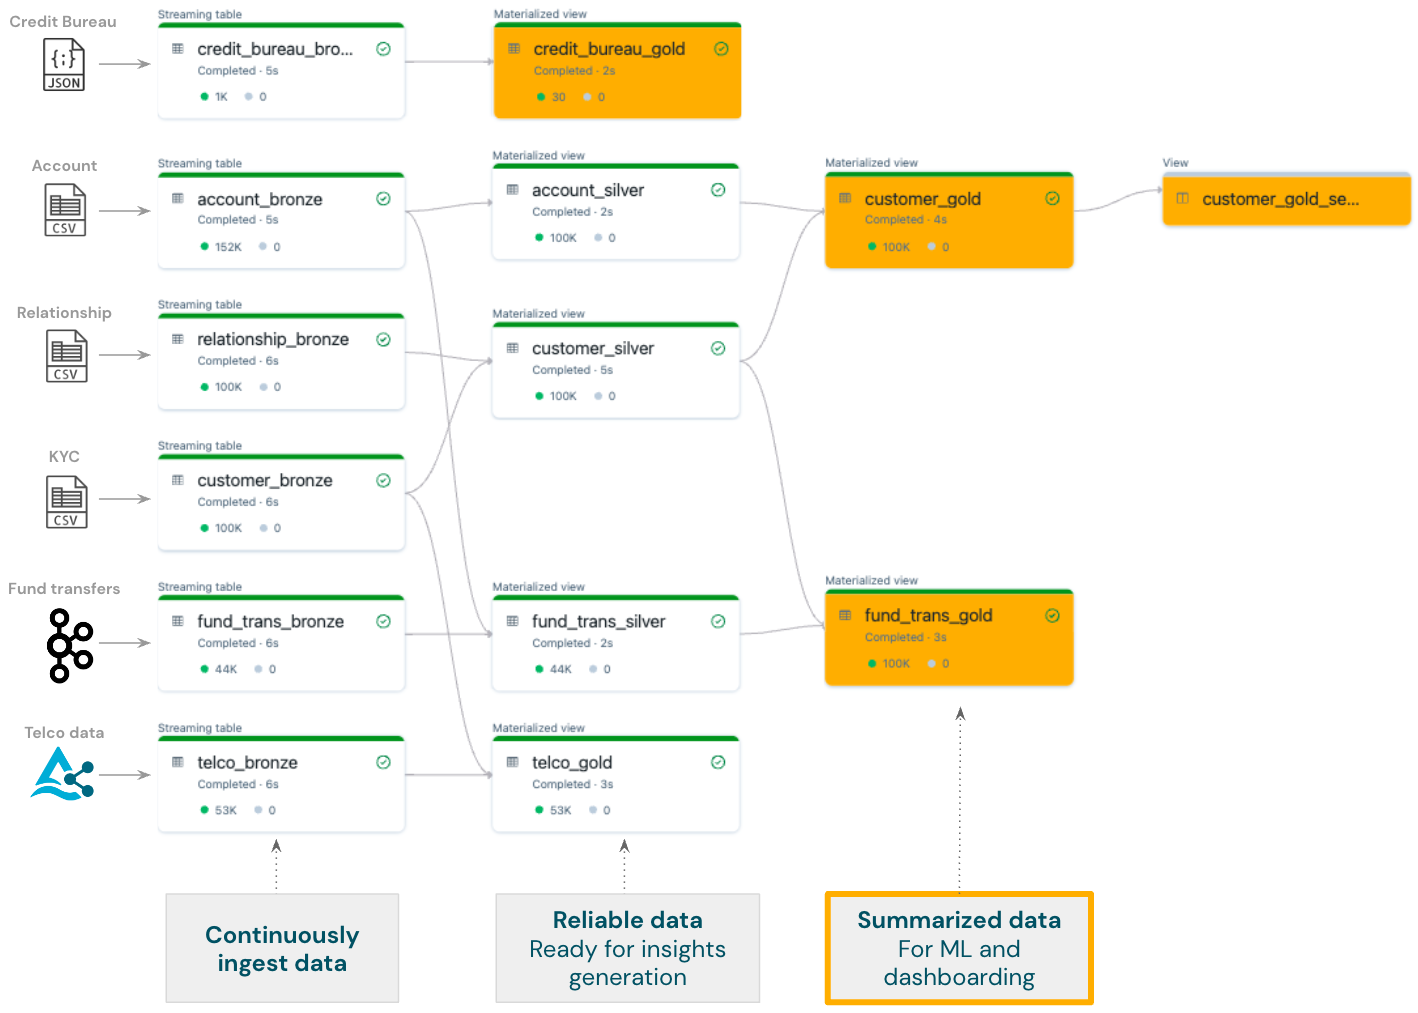 Credit Bureau
{;}
JSON
Streaming table
credit_bureau_bro...
Completed · 5s
1K 0
Materialized view
credit_bureau_gold
Completed · 2s
30 0
Account
CSV
Streaming table
account_bronze
Completed · 5s
152K 0
Materialized view
account_silver
Completed · 2s
100K 0
Materialized view
customer_gold
Completed · 4s
100K 0
View
customer_gold_se...
Relationship
CSV
Streaming table
relationship_bronze
Completed · 6s
100K 0
Materialized view
customer_silver
Completed · 5s
100K 0
KYC
CSV
Streaming table
customer_bronze
Completed · 6s
100K 0
Fund transfers
Streaming table
fund_trans_bronze
Completed · 6s
44K 0
Materialized view
fund_trans_silver
Completed · 2s
44K 0
Materialized view
fund_trans_gold
Completed · 3s
100K 0
Telco data
Streaming table
telco_bronze
Completed · 6s
53K 0
Materialized view
telco_gold
Completed · 3s
53K 0
Continuously
ingest data
Reliable data
Ready for insights
generation
Summarized data
For ML and
dashboarding